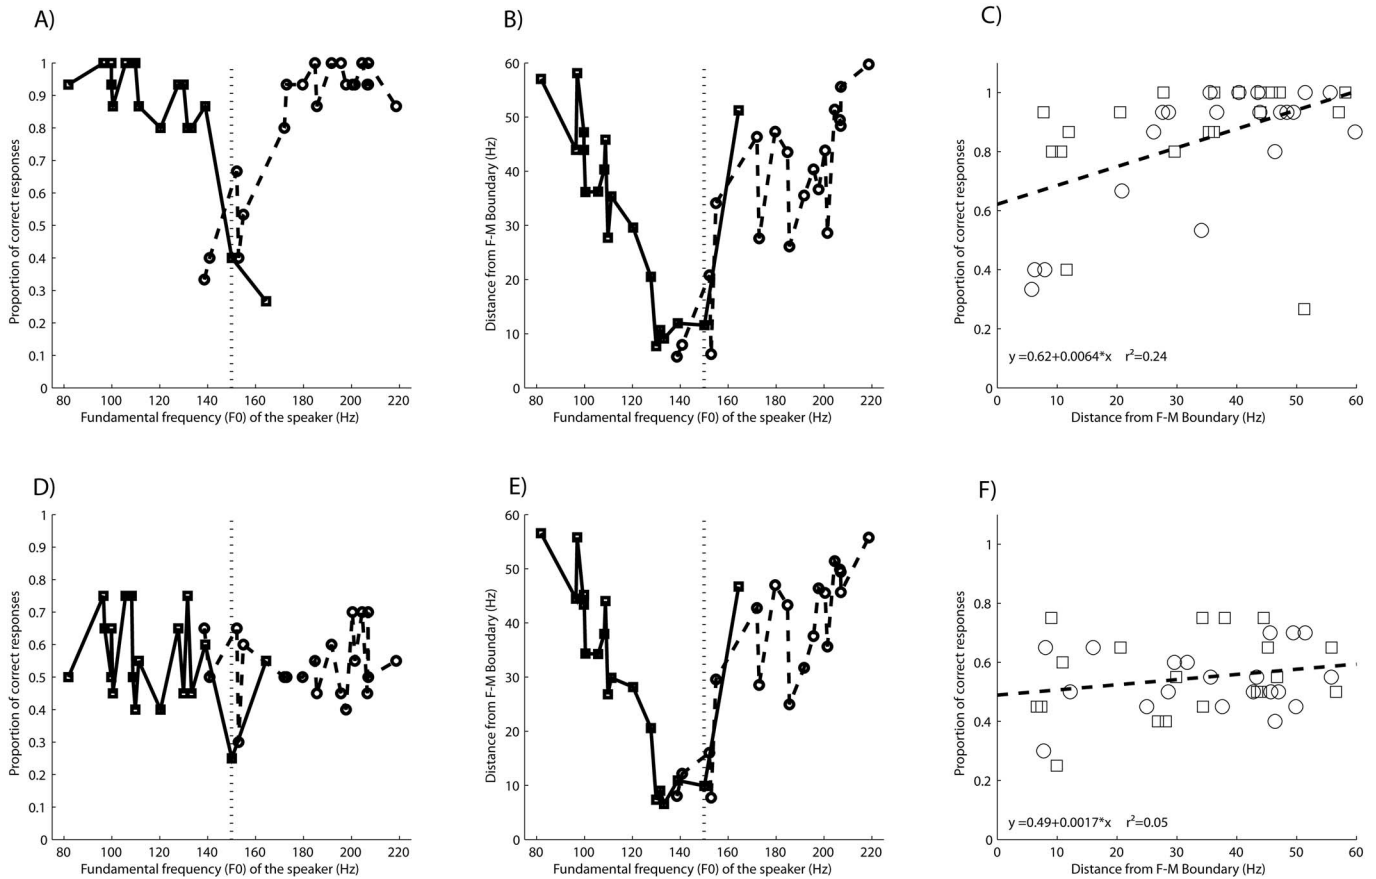 A)
Proportion of correct responses
1
0.9
0.8
0.7
0.6
0.5
0.4
0.3
0.2
0.1
0
80 100 120 140 160 180 200 220
Fundamental frequency (F0) of the speaker (Hz)
B)
Distance from F-M Boundary (Hz)
60
50
40
30
20
10
0
80 100 120 140 160 180 200 220
Fundamental frequency (F0) of the speaker (Hz)
C)
Proportion of correct responses
1
0.8
0.6
0.4
0.2
0
y=0.62+0.0064*x r²=0.24
0 10 20 30 40 50 60
Distance from F-M Boundary (Hz)
D)
Proportion of correct responses
1
0.9
0.8
0.7
0.6
0.5
0.4
0.3
0.2
0.1
0
80 100 120 140 160 180 200 220
Fundamental frequency (F0) of the speaker (Hz)
E)
Distance from F-M Boundary (Hz)
60
50
40
30
20
10
0
80 100 120 140 160 180 200 220
Fundamental frequency (F0) of the speaker (Hz)
F)
Proportion of correct responses
1
0.8
0.6
0.4
0.2
0
y=0.49+0.0017*x r²=0.05
0 10 20 30 40 50 60
Distance from F-M Boundary (Hz)